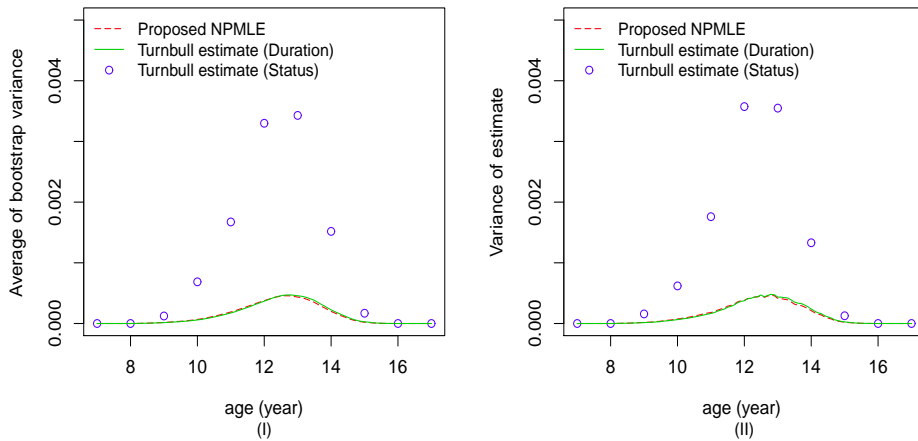 Proposed NPMLE
Turnbull estimate (Duration)
Turnbull estimate (Status)
Average of bootstrap variance
0.000 0.002 0.004
8 10 12 14 16
age (year)
(I)
Proposed NPMLE
Turnbull estimate (Duration)
Turnbull estimate (Status)
Variance of estimate
0.000 0.002 0.004
8 10 12 14 16
age (year)
(II)